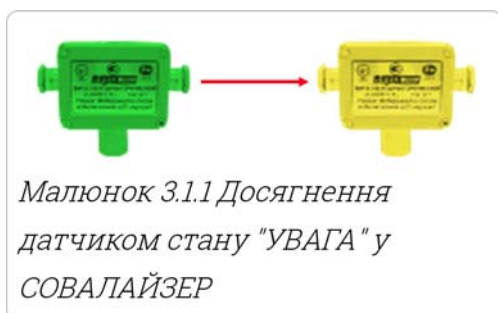 Малюнок 3.1.1 Досягнення
датчиком стану "УВАГА" у
СОВАЛАЙЗЕР